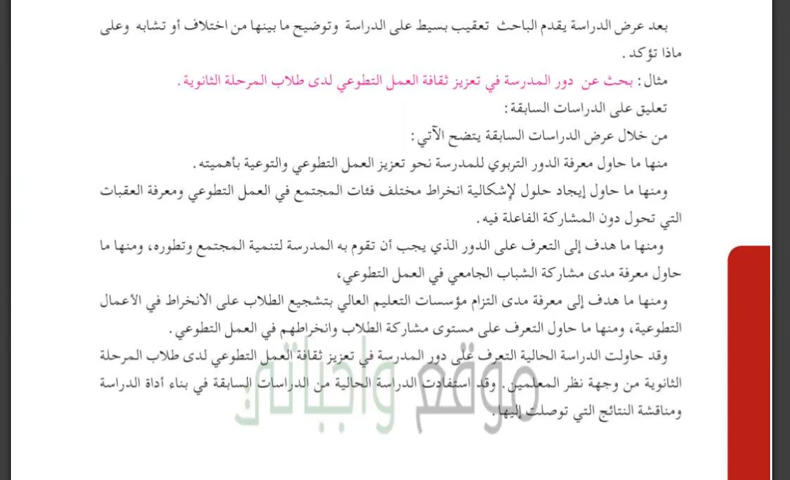 بعد عرض الدراسة يقدم الباحث تعقيب بسيط على الدراسة وتوضيح ما بينها من اختلاف أو تشابه وعلى
ماذا تؤكد .
مثال: بحث عن دور المدرسة في تعزيز ثقافة العمل التطوعي لدى طلاب المرحلة الثانوية .
تعليق على الدراسات السابقة:
من خلال عرض الدراسات السابقة يتضح الآتي:
منها ما حاول معرفة الدور التربوي للمدرسة نحو تعزيز العمل التطوعي والتوعية بأهميته.
ومنها ما حاول إيجاد حلول لإشكالية انخراط مختلف فئات المجتمع في العمل التطوعي ومعرفة العقبات
التي تحول دون المشاركة الفاعلة فيه.
ومنها ما هدف إلى التعرف على الدور الذي يجب أن تقوم به المدرسة لتنمية المجتمع وتطوره، ومنها ما
حاول معرفة مدى مشاركة الشباب الجامعي في العمل التطوعي،
ومنها ما هدف إلى معرفة مدى التزام مؤسسات التعليم العالي بتشجيع الطلاب على الانخراط في الأعمال
التطوعية، ومنها ما حاول التعرف على مستوى مشاركة الطلاب وانخراطهم في العمل التطوعي.
وقد حاولت الدراسة الحالية التعرف على دور المدرسة في تعزيز ثقافة العمل التطوعي لدى طلاب المرحلة
الثانوية من وجهة نظر المعلمين. وقد استفادت الدراسة الحالية من الدراسات السابقة في بناء أداة الدراسة
ومناقشة النتائج التي توصلت إليها.
موقع واجباتي